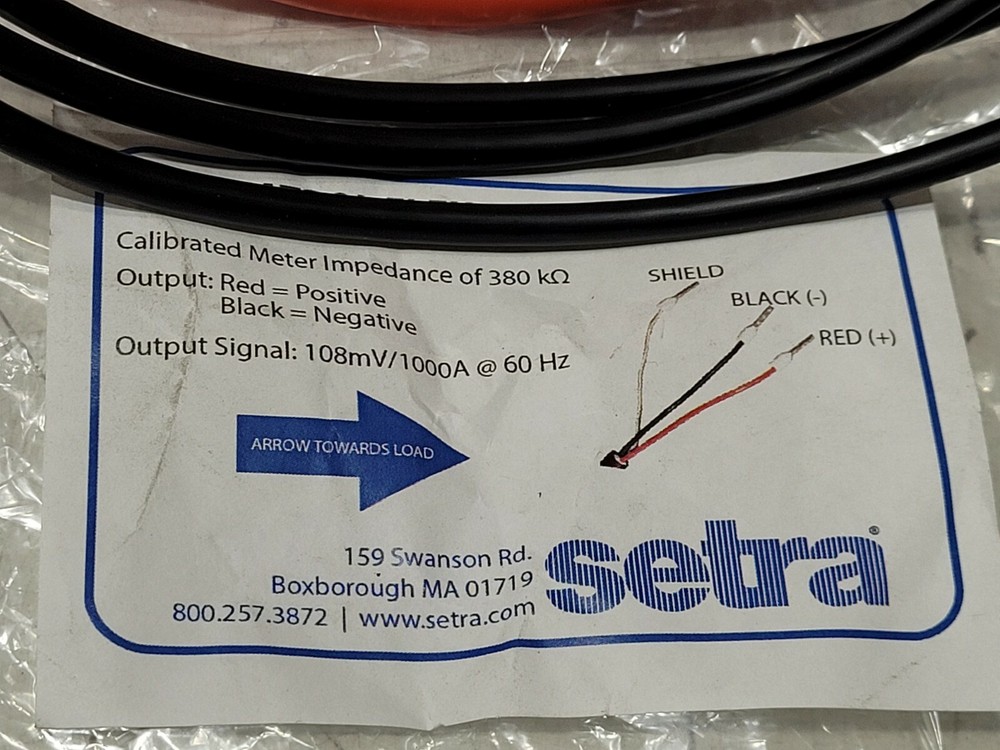 Calibrated Meter Impedance of 380 kΩ
Output: Red = Positive
Black = Negative
Output Signal: 108mV/1000A @ 60 Hz
SHIELD
BLACK (-)
RED (+)
ARROW TOWARDS LOAD
159 Swanson Rd.
Boxborough MA 01719
800.257.3872 | www.setra.com
setra®